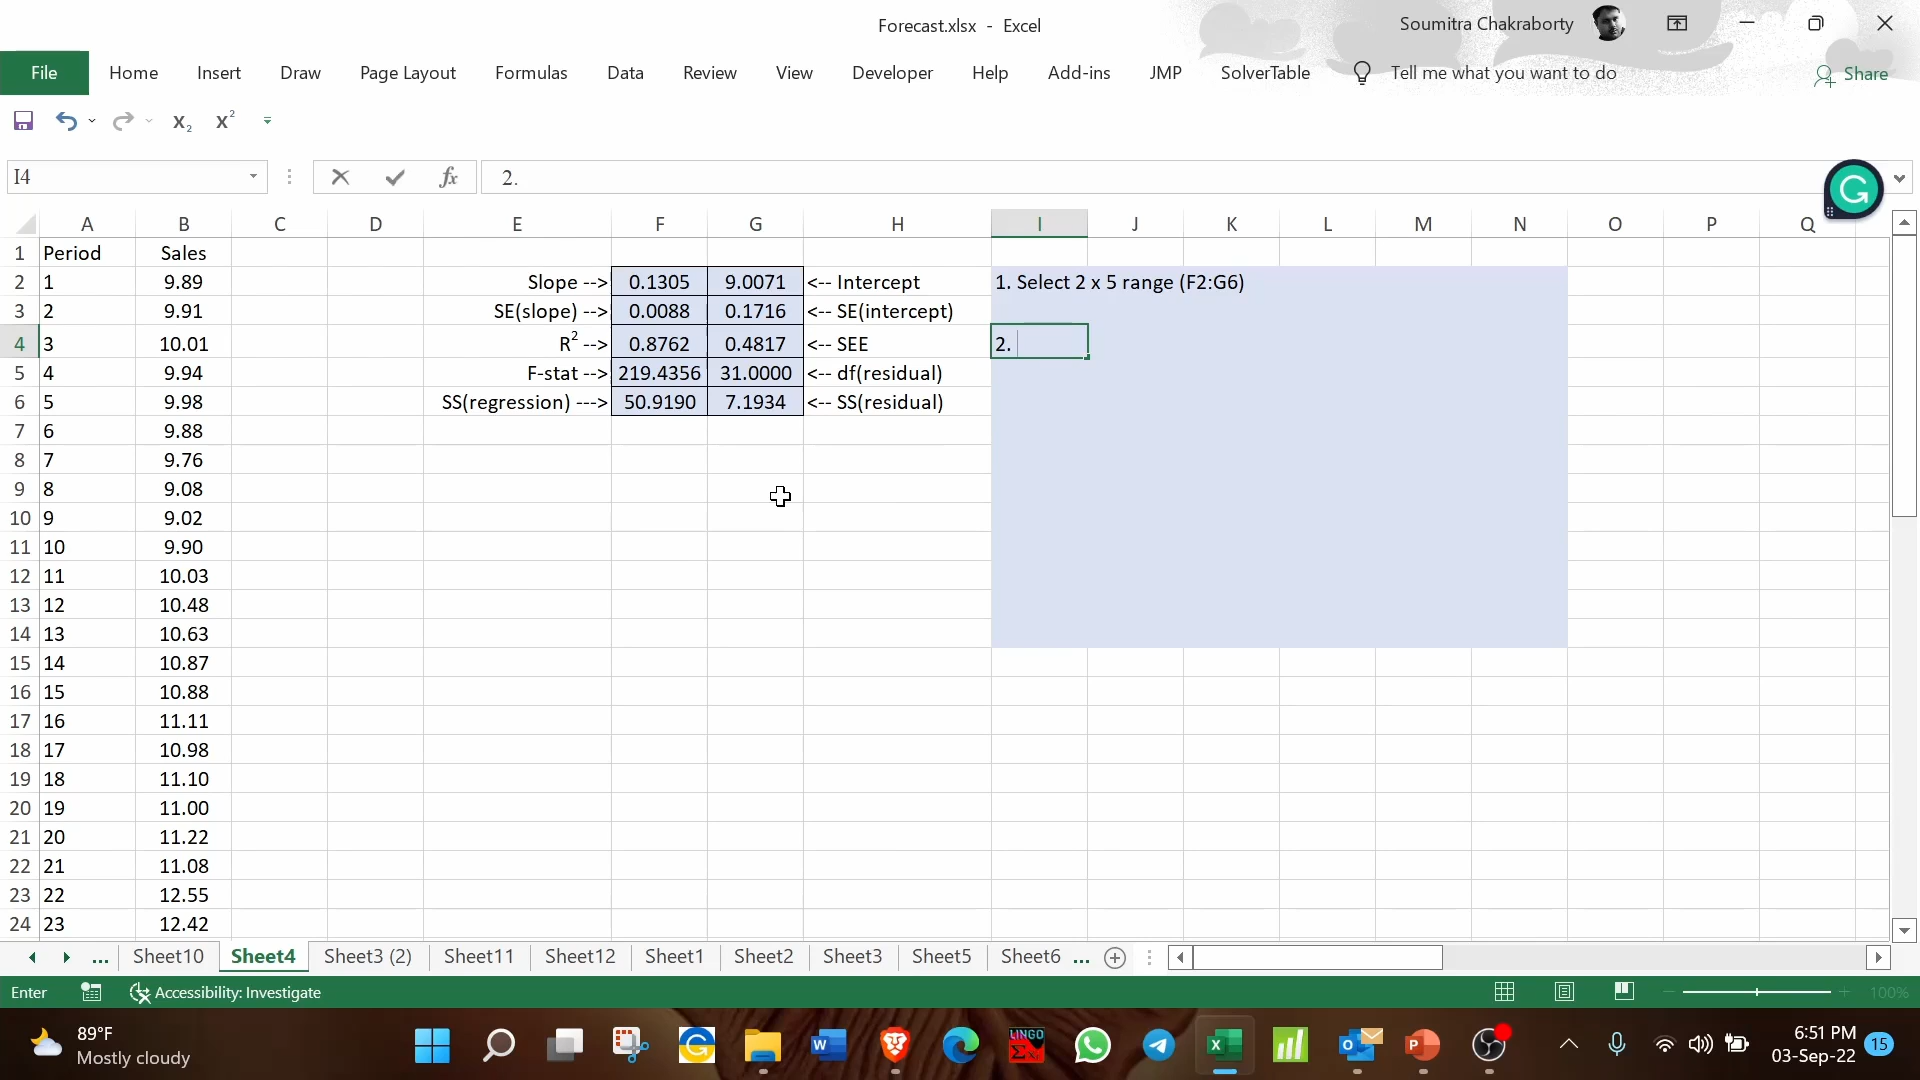 Forecast.xlsx - Excel
Soumitra Chakraborty
File Home Insert Draw Page Layout Formulas Data Review View Developer Help Add-ins JMP SolverTable Tell me what you want to do Share
X₂ X²
I4 fx 2.
G
A B C D E F G H I J K L M N O P Q
1 Period Sales
2 1 9.89 Slope --> 0.1305 9.0071 <-- Intercept 1. Select 2 x 5 range (F2:G6)
3 2 9.91 SE(slope) --> 0.0088 0.1716 <-- SE(intercept)
4 3 10.01 R² --> 0.8762 0.4817 <-- SEE 2.
5 4 9.94 F-stat --> 219.4356 31.0000 <-- df(residual)
6 5 9.98 SS(regression) ---> 50.9190 7.1934 <-- SS(residual)
7 6 9.88
8 7 9.76
9 8 9.08
10 9 9.02
11 10 9.90
12 11 10.03
13 12 10.48
14 13 10.63
15 14 10.87
16 15 10.88
17 16 11.11
18 17 10.98
19 18 11.10
20 19 11.00
21 20 11.22
22 21 11.08
23 22 12.55
24 23 12.42
... Sheet10 Sheet4 Sheet3 (2) Sheet11 Sheet12 Sheet1 Sheet2 Sheet3 Sheet5 Sheet6 ...
Enter Accessibility: Investigate 100%
89°F
Mostly cloudy
LINGO
6:51 PM
03-Sep-22
15